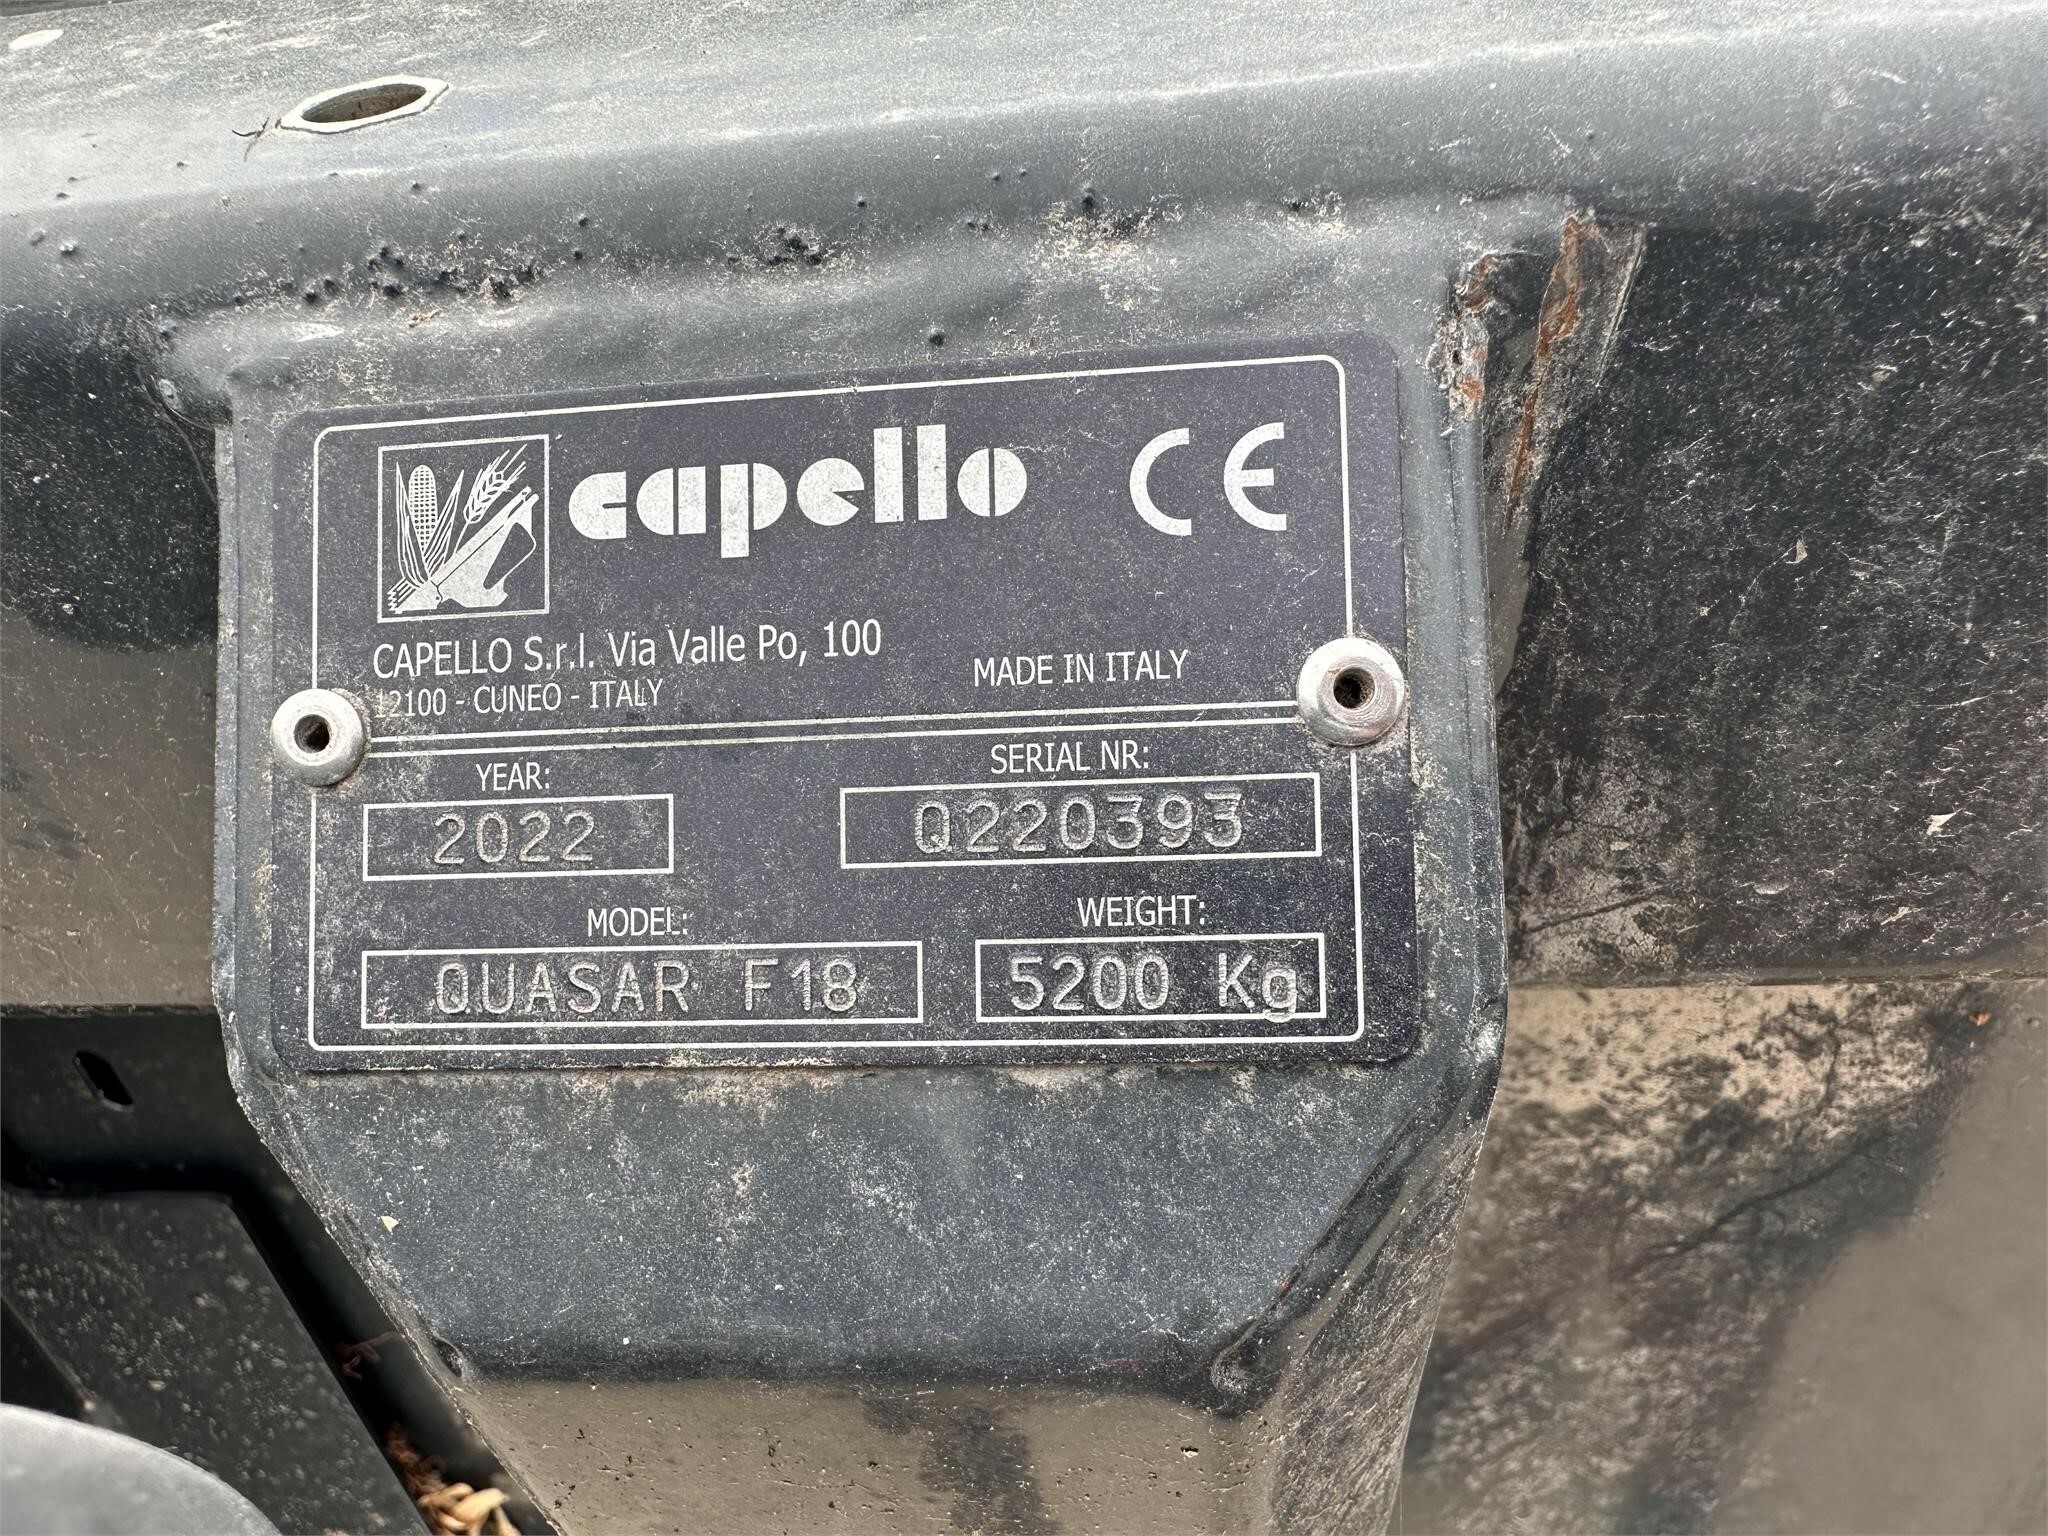 capello CE
CAPELLO S.r.l. Via Valle Po, 100
12100 - CUNEO - ITALY
MADE IN ITALY
YEAR:
2022
SERIAL NR:
Q220393
MODEL:
QUASAR F18
WEIGHT:
5200 Kg